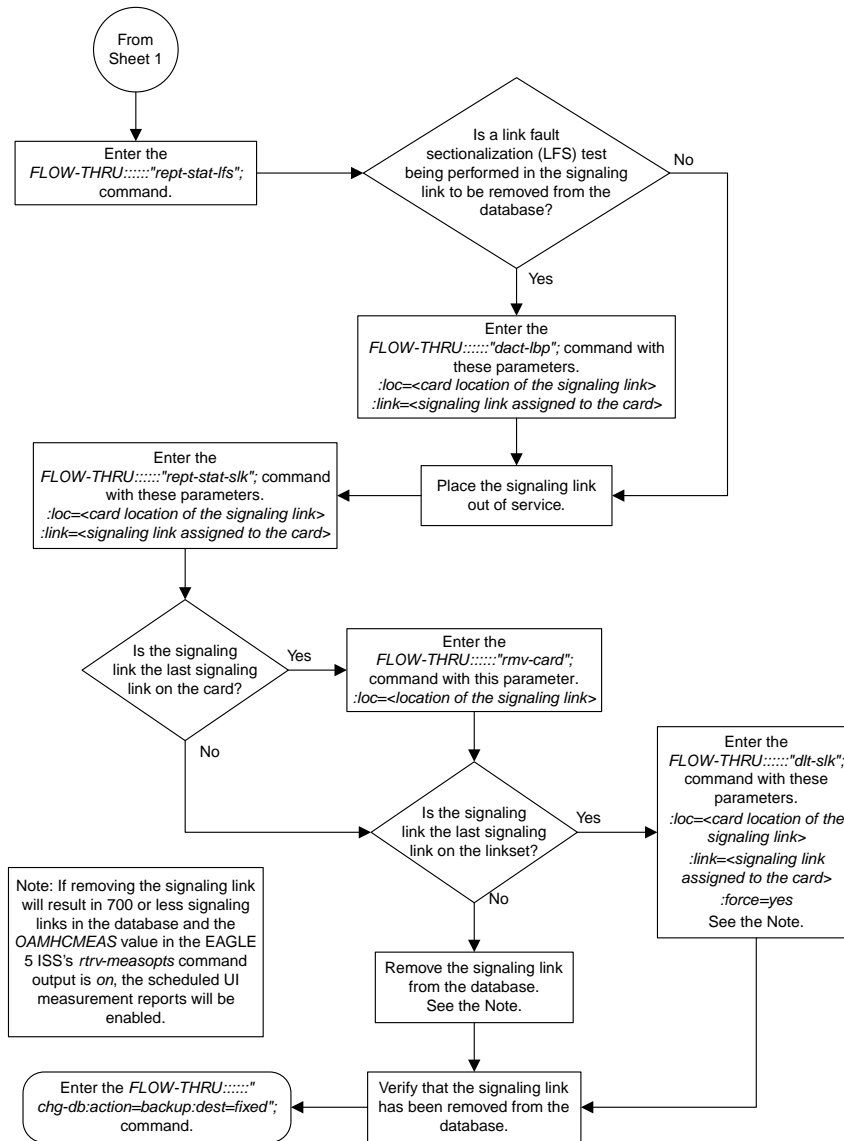 From
Sheet 1
Enter the
FLOW-THRU::::::"rept-stat-lfs";
command.
Is a link fault
sectionalization (LFS) test
being performed in the signaling
link to be removed from the
database?
No
Yes
Enter the
FLOW-THRU::::::"dact-lbp"; command with
these parameters.
:loc=<card location of the signaling link>
:link=<signaling link assigned to the card>
Place the signaling link
out of service.
Enter the
FLOW-THRU::::::"rept-stat-slk"; command
with these parameters.
:loc=<card location of the signaling link>
:link=<signaling link assigned to the card>
Is the signaling
link the last signaling
link on the card?
Yes
No
Enter the
FLOW-THRU::::::"rmv-card";
command with this parameter.
:loc=<location of the signaling link>
Is the signaling
link the last signaling
link on the linkset?
Yes
No
Enter the
FLOW-THRU::::::"dlt-slk";
command with these
parameters.
:loc=<card location of the
signaling link>
:link=<signaling link
assigned to the card>
:force=yes
See the Note.
Note: If removing the signaling link
will result in 700 or less signaling
links in the database and the
OAMHCMEAS value in the EAGLE
5 ISS's rtrv-measopts command
output is on, the scheduled UI
measurement reports will be
enabled.
Remove the signaling link
from the database.
See the Note.
Verify that the signaling link
has been removed from the
database.
Enter the FLOW-THRU::::::"
chg-db:action=backup:dest=fixed";
command.